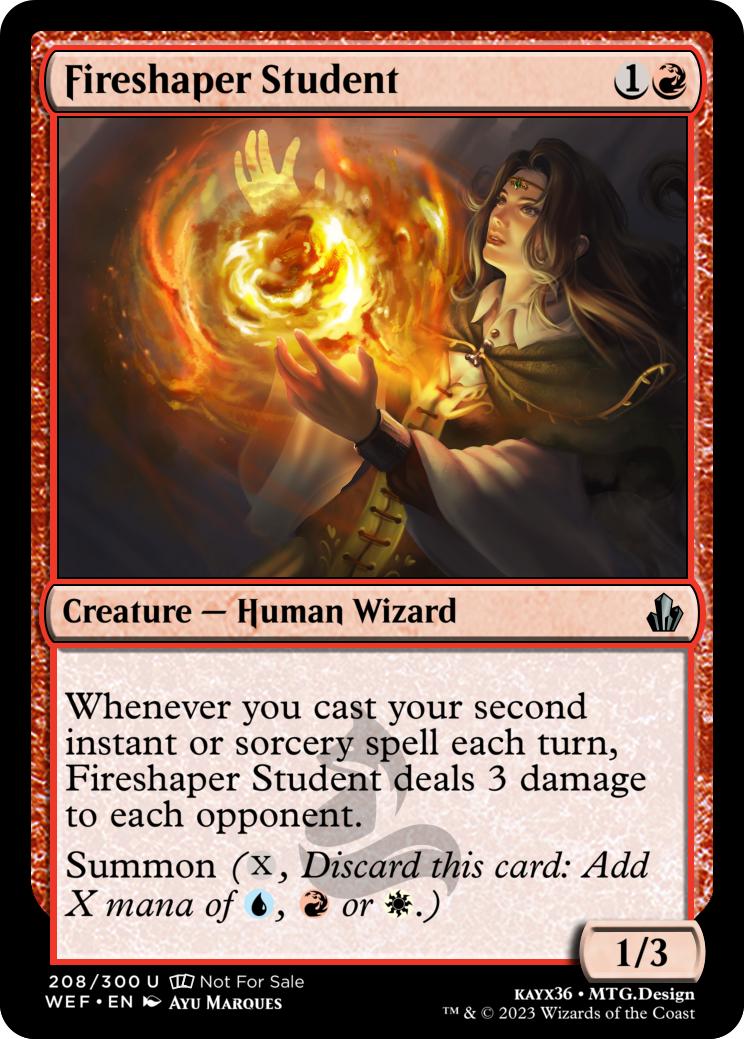 Fireshaper Student 1
Creature — Human Wizard
Whenever you cast your second
instant or sorcery spell each turn,
Fireshaper Student deals 3 damage
to each opponent.
Summon (X, Discard this card: Add
X mana of , or .)
1/3
208/300 U Not For Sale
WEF • EN Ayu Marques
kayx36 • MTG.Design
™ & © 2023 Wizards of the Coast